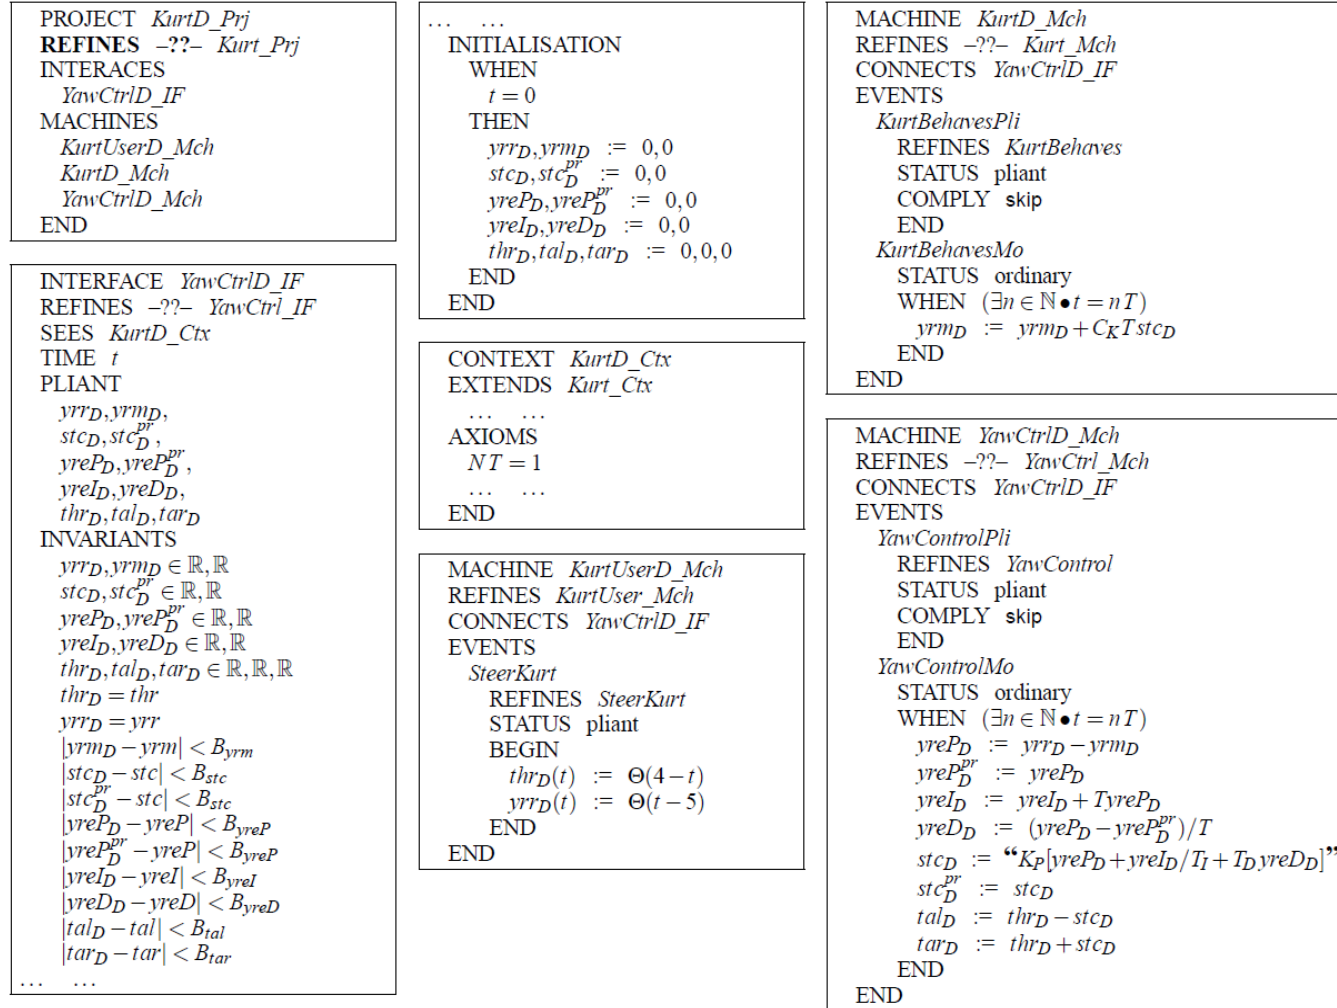 PROJECT KurtD_Prj
REFINES –??– Kurt_Prj
INTERACES
YawCtrlD_IF
MACHINES
KurtUserD_Mch
KurtD_Mch
YawCtrlD_Mch
END
INTERFACE YawCtrlD_IF
REFINES –??– YawCtrl_IF
SEES KurtD_Ctx
TIME t
PLIANT
yrr_D, yrm_D,
stc_D, stc_D^pr,
yreP_D, yreP_D^pr,
yreI_D, yreD_D,
thr_D, tal_D, tar_D
INVARIANTS
yrr_D, yrm_D ∈ ℝ, ℝ
stc_D, stc_D^pr ∈ ℝ, ℝ
yreP_D, yreP_D^pr ∈ ℝ, ℝ
yreI_D, yreD_D ∈ ℝ, ℝ
thr_D, tal_D, tar_D ∈ ℝ, ℝ, ℝ
thr_D = thr
yrr_D = yrr
|yrm_D − yrm| < B_yrm
|stc_D − stc| < B_stc
|stc_D^pr − stc| < B_stc
|yreP_D − yreP| < B_yreP
|yreP_D^pr − yreP| < B_yreP
|yreI_D − yreI| < B_yreI
|yreD_D − yreD| < B_yreD
|tal_D − tal| < B_tal
|tar_D − tar| < B_tar
... ...
... ...
INITIALISATION
WHEN
t = 0
THEN
yrr_D, yrm_D := 0,0
stc_D, stc_D^pr := 0,0
yreP_D, yreP_D^pr := 0,0
yreI_D, yreD_D := 0,0
thr_D, tal_D, tar_D := 0,0,0
END
END
CONTEXT KurtD_Ctx
EXTENDS Kurt_Ctx
... ...
AXIOMS
NT = 1
... ...
END
MACHINE KurtUserD_Mch
REFINES KurtUser_Mch
CONNECTS YawCtrlD_IF
EVENTS
SteerKurt
REFINES SteerKurt
STATUS pliant
BEGIN
thr_D(t) := Θ(4−t)
yrr_D(t) := Θ(t−5)
END
END
MACHINE KurtD_Mch
REFINES –??– Kurt_Mch
CONNECTS YawCtrlD_IF
EVENTS
KurtBehavesPli
REFINES KurtBehaves
STATUS pliant
COMPLY skip
END
KurtBehavesMo
STATUS ordinary
WHEN (∃n ∈ ℕ • t = nT)
yrm_D := yrm_D + C_K T stc_D
END
END
MACHINE YawCtrlD_Mch
REFINES –??– YawCtrl_Mch
CONNECTS YawCtrlD_IF
EVENTS
YawControlPli
REFINES YawControl
STATUS pliant
COMPLY skip
END
YawControlMo
STATUS ordinary
WHEN (∃n ∈ ℕ • t = nT)
yreP_D := yrr_D − yrm_D
yreP_D^pr := yreP_D
yreI_D := yreI_D + TyreP_D
yreD_D := (yreP_D − yreP_D^pr)/T
stc_D := “K_P[yreP_D + yreI_D/T_I + T_D yreD_D]”
stc_D^pr := stc_D
tal_D := thr_D − stc_D
tar_D := thr_D + stc_D
END
END